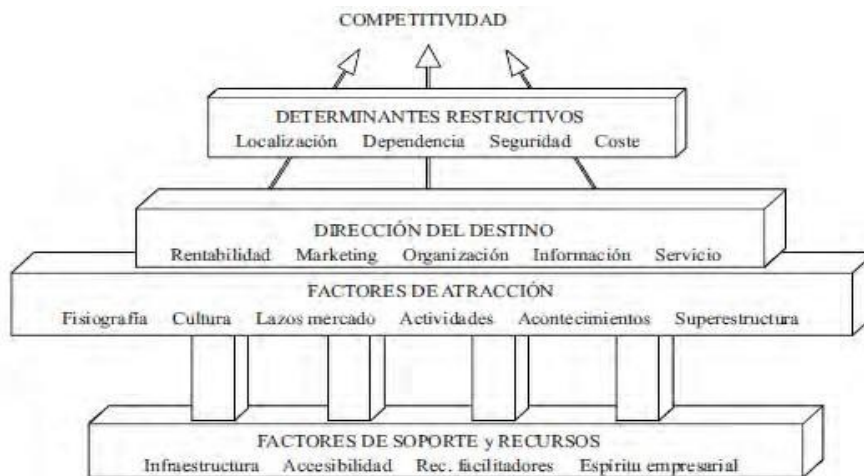 COMPETITIVIDAD
DETERMINANTES RESTRICTIVOS
Localización Dependencia Seguridad Coste
DIRECCIÓN DEL DESTINO
Rentabilidad Marketing Organización Información Servicio
FACTORES DE ATRACCIÓN
Fisiografía Cultura Lazos mercado Actividades Acontecimientos Superestructura
FACTORES DE SOPORTE y RECURSOS
Infraestructura Accesibilidad Rec. facilitadores Espíritu empresarial